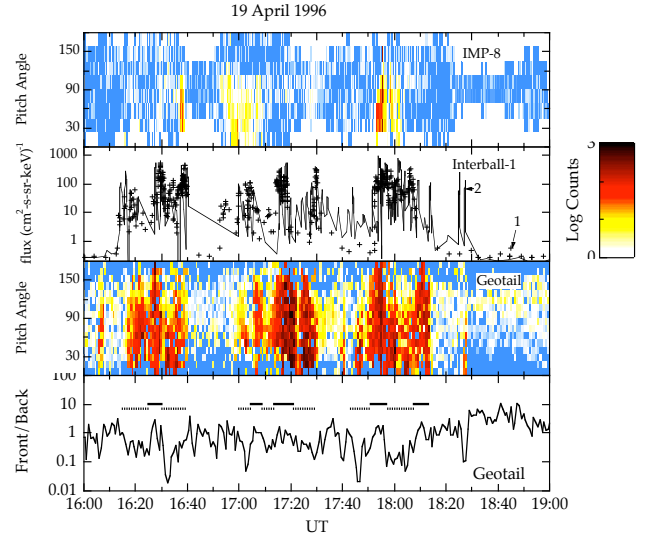 19 April 1996
IMP-8
Pitch Angle
150
90
30
Interball-1
flux (cm²-s-sr-keV)⁻¹
1000
100
10
1
2
1
Log Counts
3
0
Geotail
Pitch Angle
150
90
30
Front/Back
100
10
1
0.1
0.01
Geotail
16:00 16:20 16:40 17:00 17:20 17:40 18:00 18:20 18:40 19:00
UT